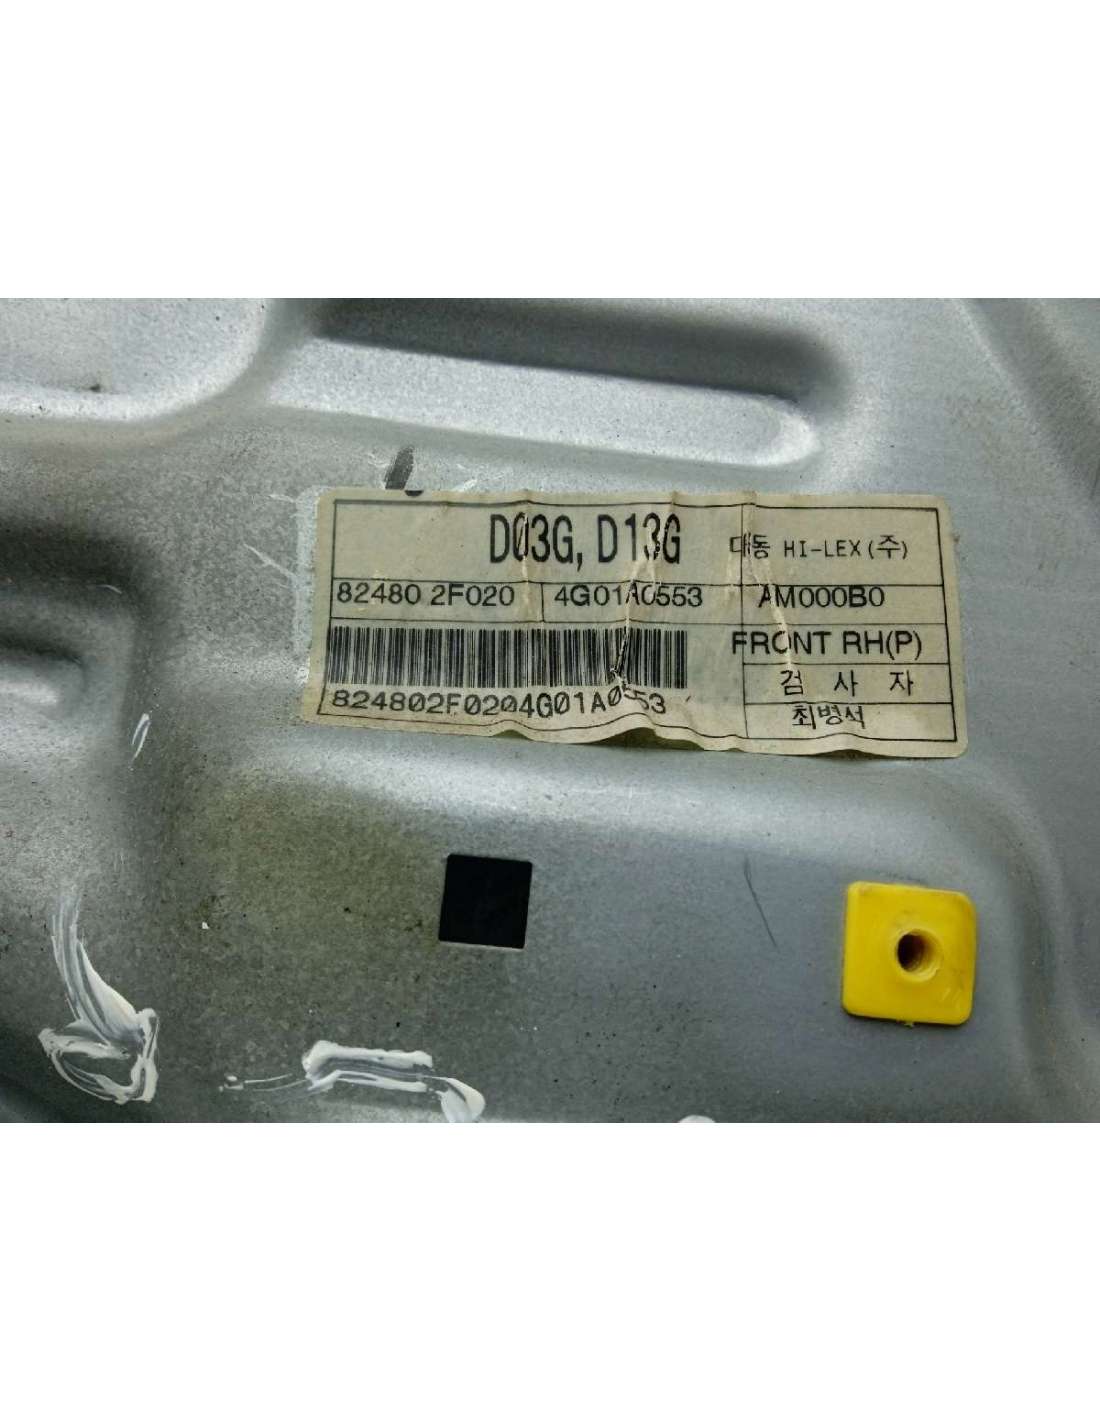 DØ3G, D13G
대동 HI-LEX(주)
82480 2F020 4G01A0553 AM000B0
FRONT RH(P)
824802F0204G01A0553
검 사 자
최병석